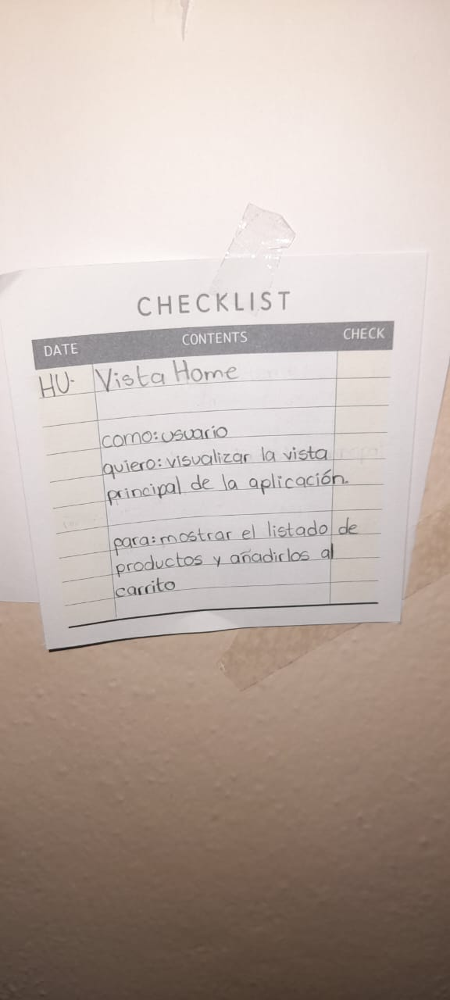 CHECKLIST
DATE CONTENTS CHECK
HU. Vista Home
como: usuario
quiero: visualizar la vista
principal de la aplicación.
para: mostrar el listado de
productos y añadirlos al
carrito